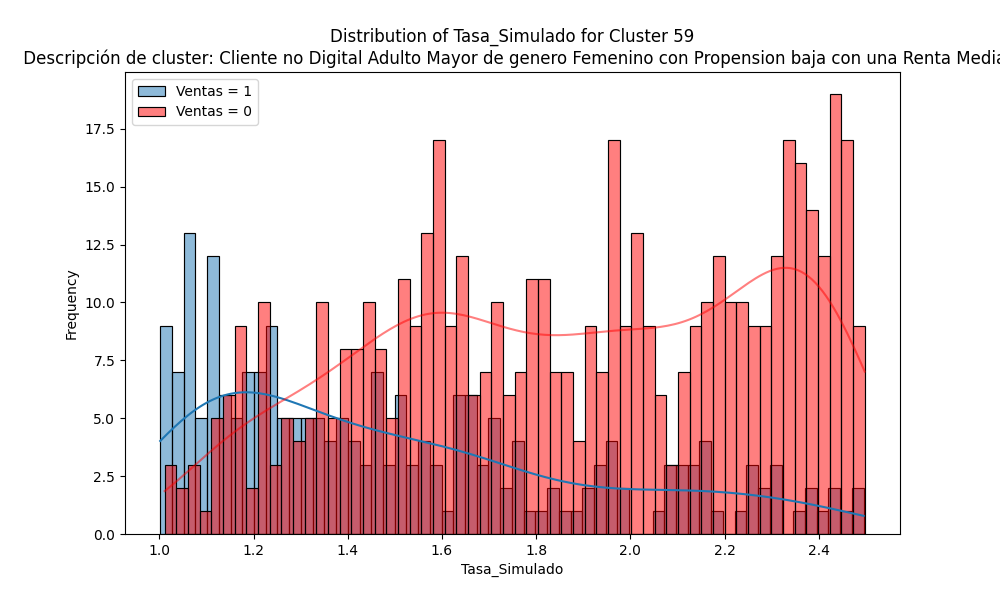 Distribution of Tasa_Simulado for Cluster 59
Descripción de cluster: Cliente no Digital Adulto Mayor de genero Femenino con Propension baja con una Renta Media
Ventas = 1
Ventas = 0
Frequency
17.5
15.0
12.5
10.0
7.5
5.0
2.5
0.0
1.0 1.2 1.4 1.6 1.8 2.0 2.2 2.4
Tasa_Simulado